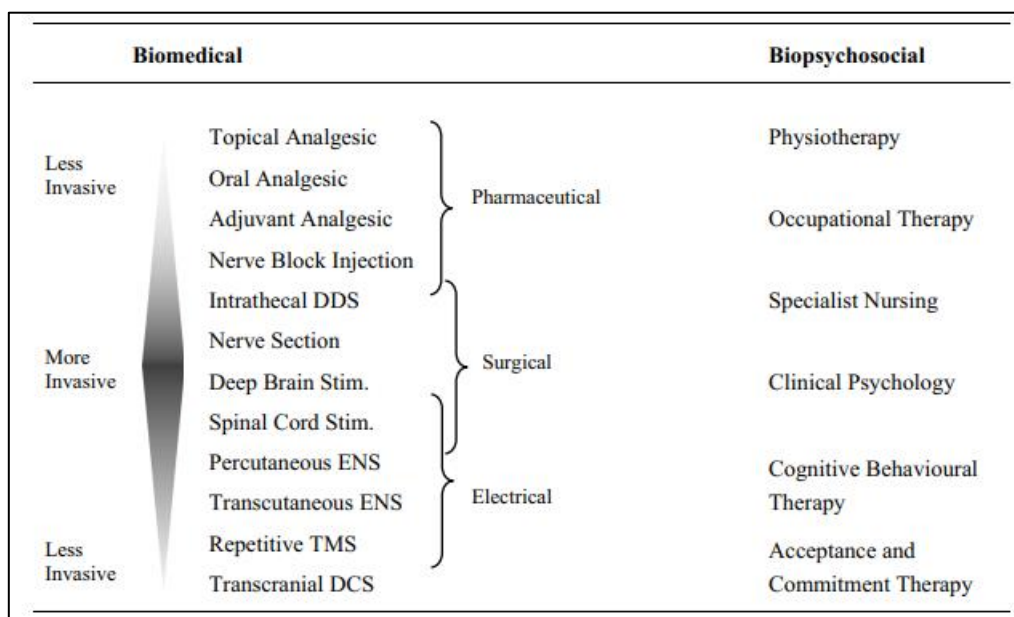 Biomedical Biopsychosocial
Topical Analgesic Physiotherapy
Less
Invasive
Oral Analgesic
Pharmaceutical
Adjuvant Analgesic Occupational Therapy
Nerve Block Injection
Intrathecal DDS Specialist Nursing
Nerve Section
More
Invasive
Surgical
Deep Brain Stim. Clinical Psychology
Spinal Cord Stim.
Percutaneous ENS Cognitive Behavioural
Electrical
Transcutaneous ENS Therapy
Repetitive TMS Acceptance and
Less
Invasive
Transcranial DCS Commitment Therapy